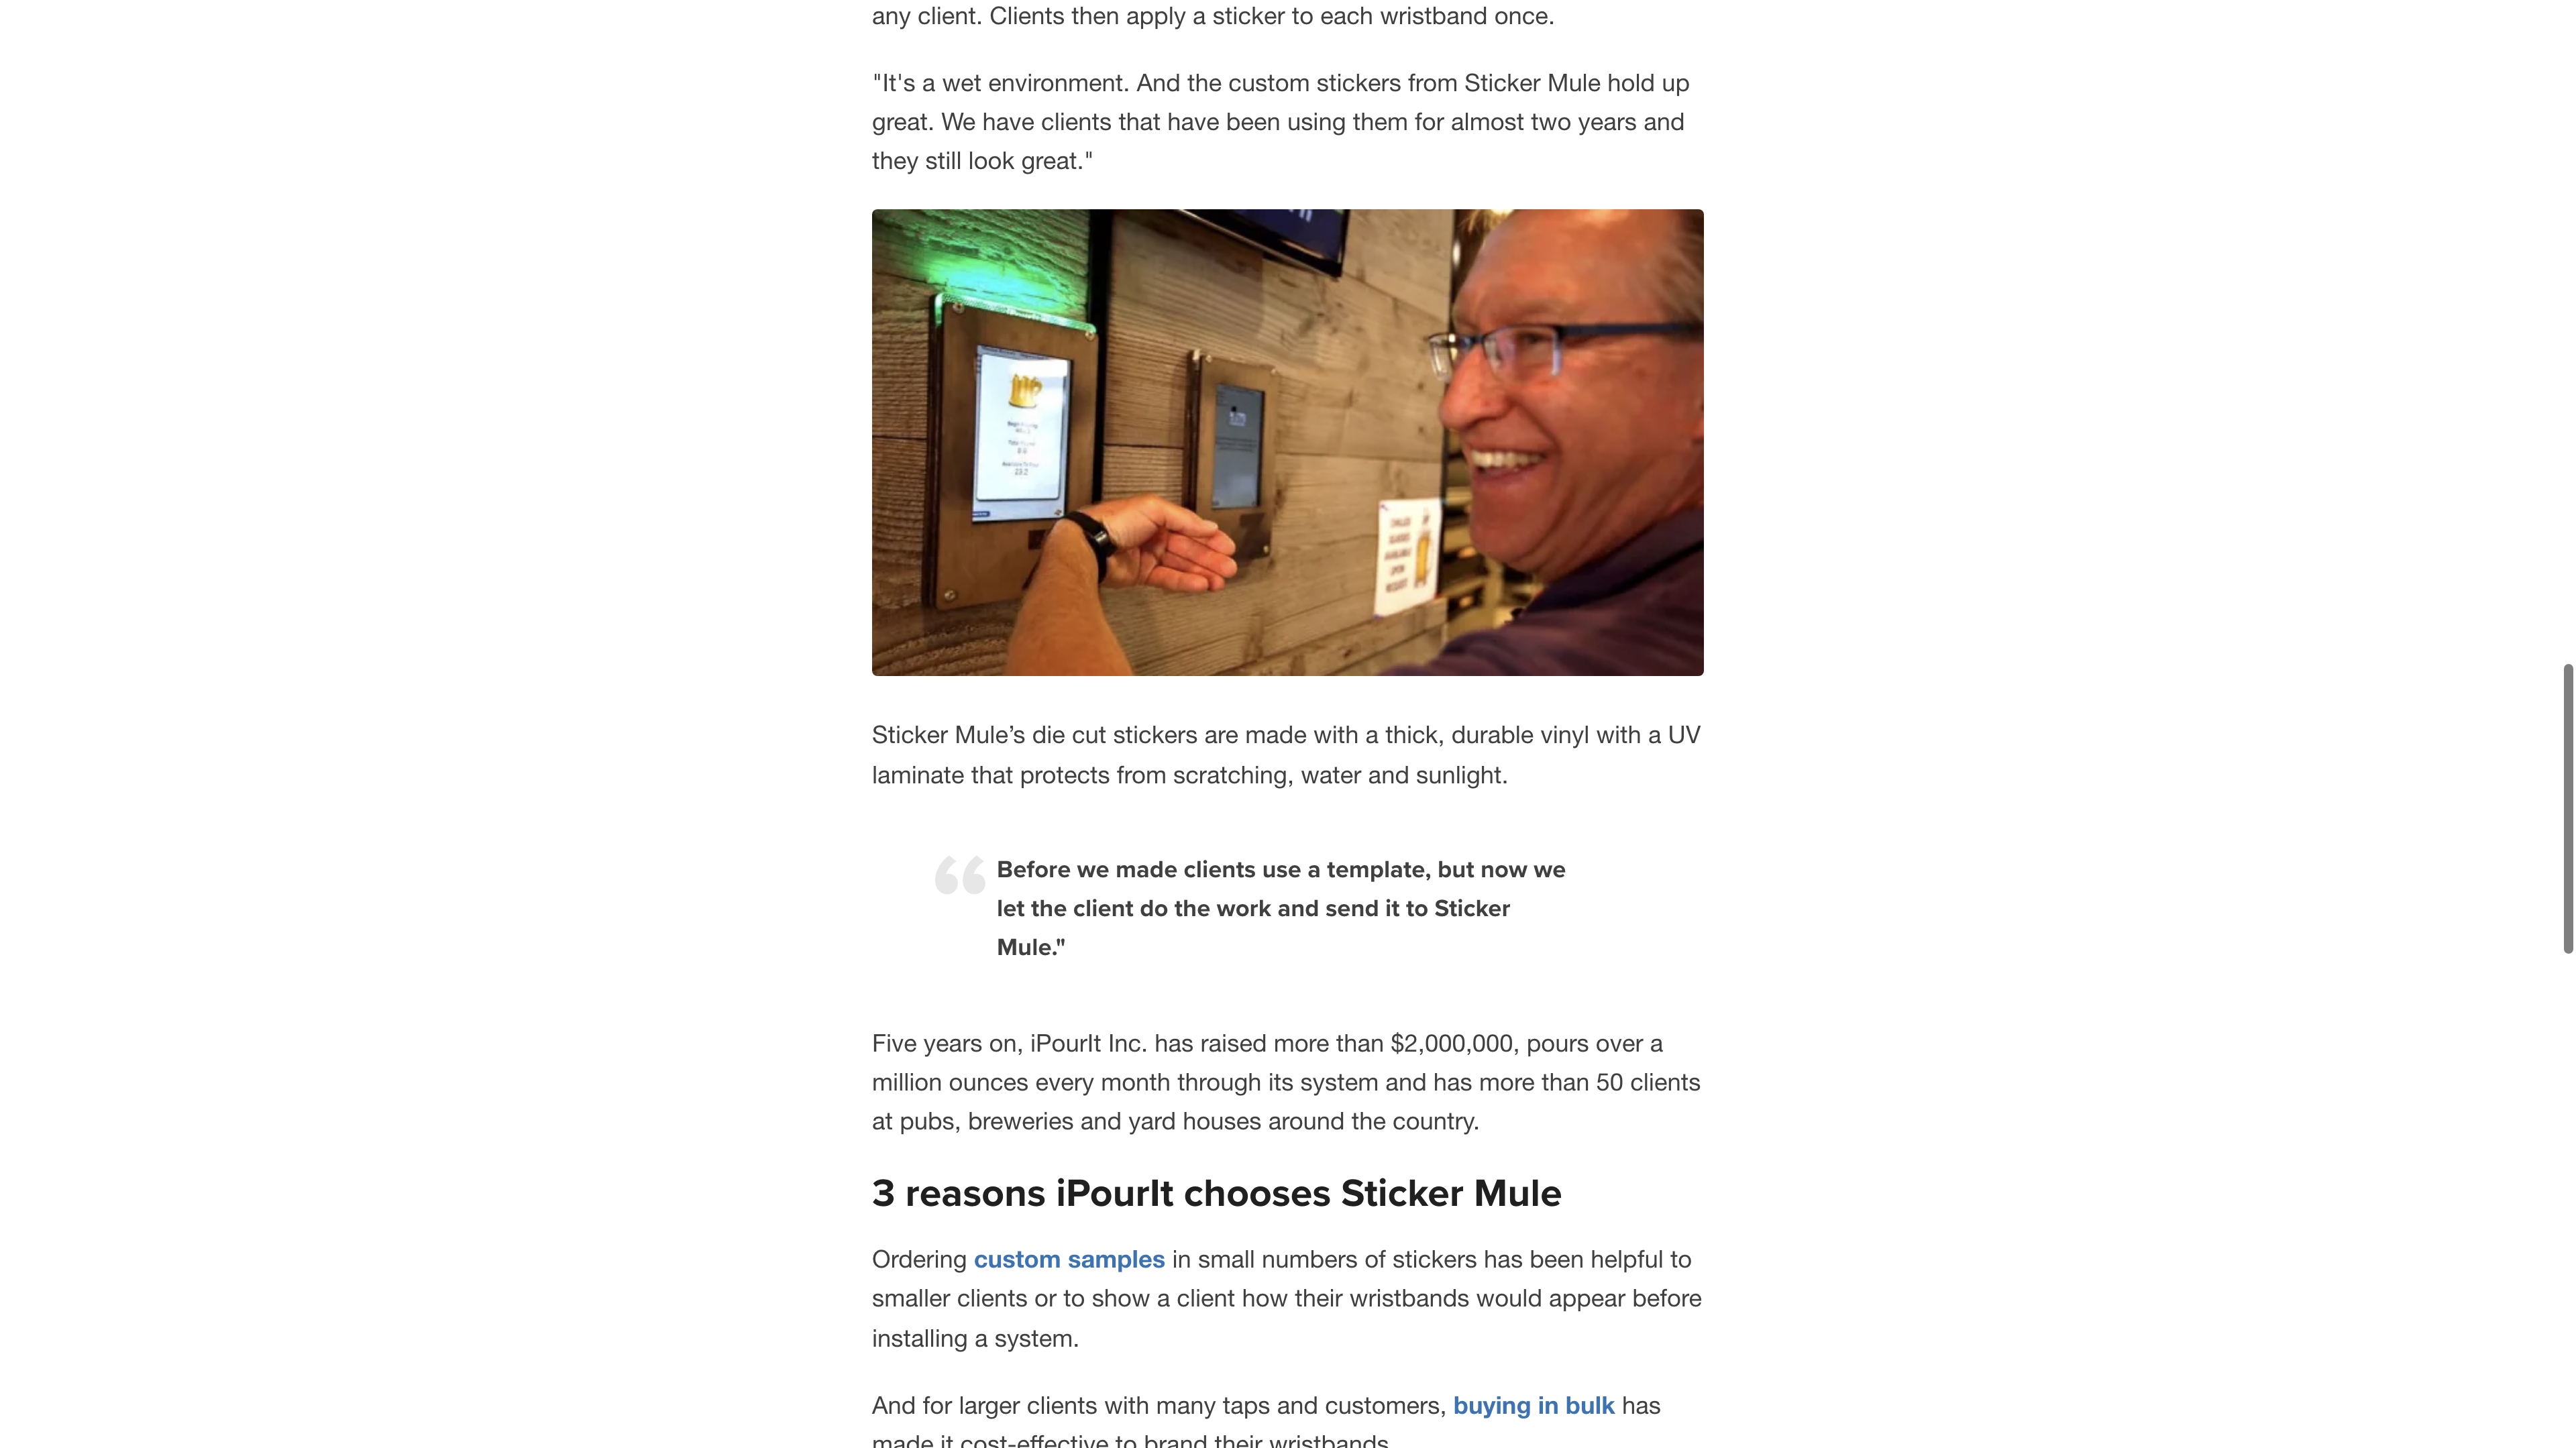 any client. Clients then apply a sticker to each wristband once.
"It's a wet environment. And the custom stickers from Sticker Mule hold up
great. We have clients that have been using them for almost two years and
they still look great."
Sticker Mule’s die cut stickers are made with a thick, durable vinyl with a UV
laminate that protects from scratching, water and sunlight.
Before we made clients use a template, but now we
let the client do the work and send it to Sticker
Mule."
Five years on, iPourIt Inc. has raised more than $2,000,000, pours over a
million ounces every month through its system and has more than 50 clients
at pubs, breweries and yard houses around the country.
3 reasons iPourIt chooses Sticker Mule
Ordering custom samples in small numbers of stickers has been helpful to
smaller clients or to show a client how their wristbands would appear before
installing a system.
And for larger clients with many taps and customers, buying in bulk has
made it cost-effective to brand their wristbands.